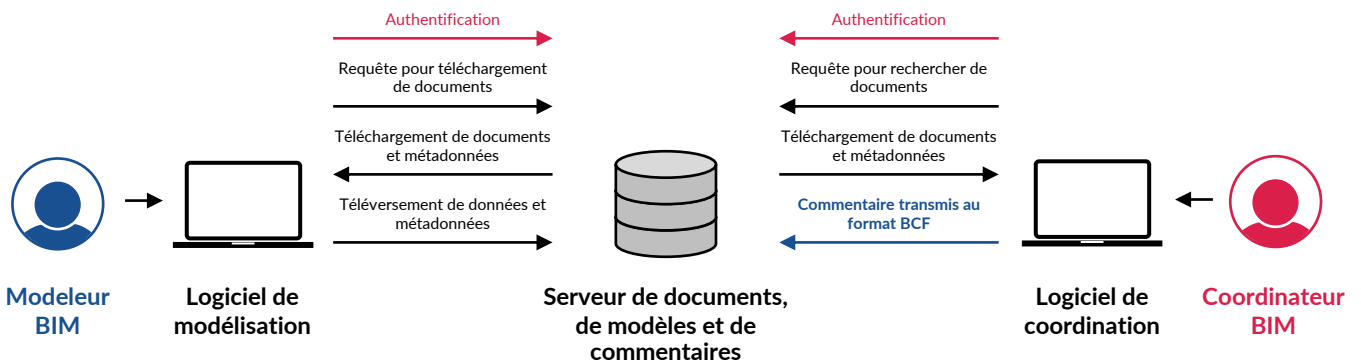 Authentification
Requête pour téléchargement
de documents
Téléchargement de documents
et métadonnées
Téléversement de données et
métadonnées
Authentification
Requête pour rechercher de
documents
Téléchargement de documents
et métadonnées
Commentaire transmis au
format BCF
Modeleur
BIM
Logiciel de
modélisation
Serveur de documents,
de modèles et de
commentaires
Logiciel de
coordination
Coordinateur
BIM